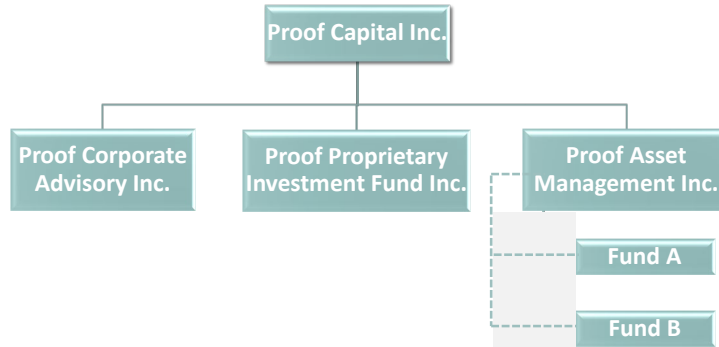 Proof Capital Inc.
Proof Corporate
Advisory Inc.
Proof Proprietary
Investment Fund Inc.
Proof Asset
Management Inc.
Fund A
Fund B